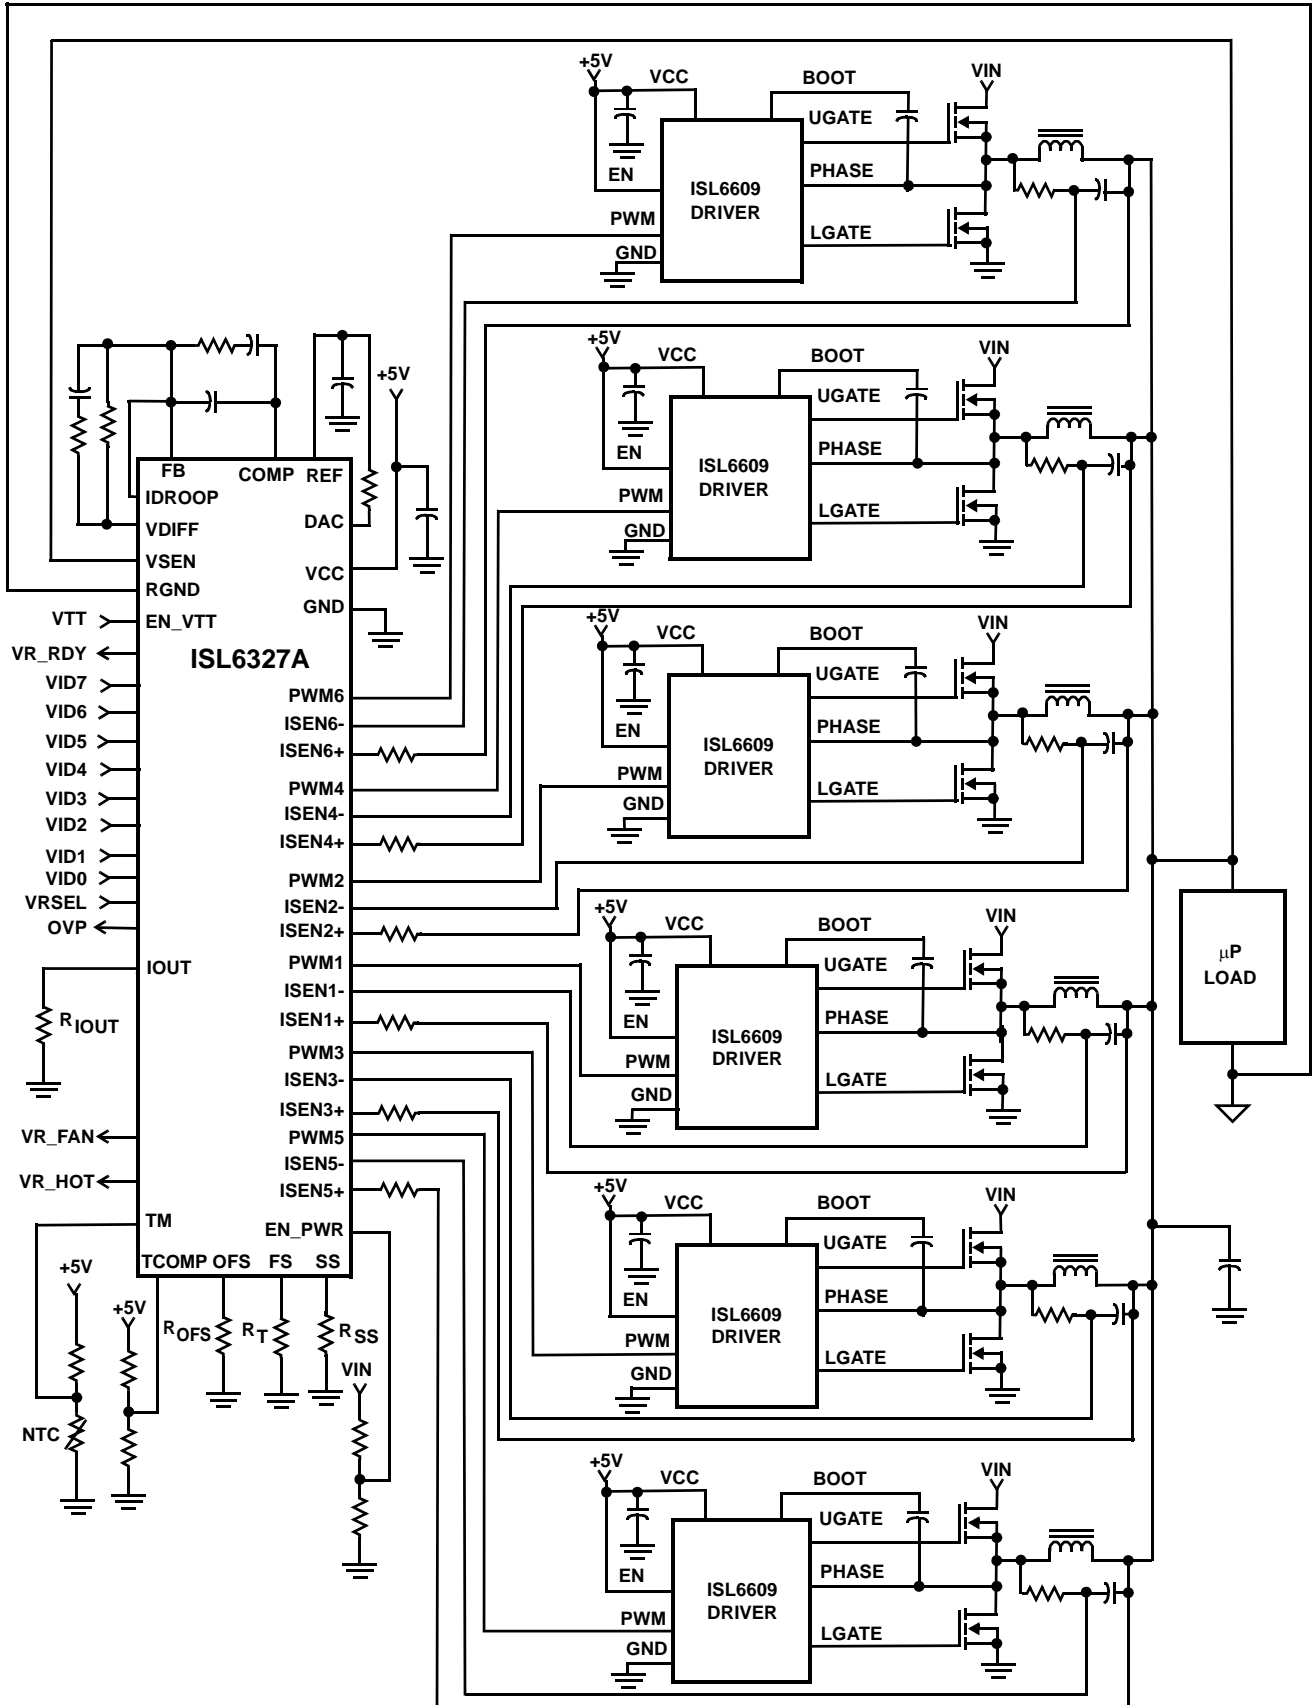 +5V
VCC
BOOT
VIN
UGATE
EN
PHASE
ISL6609
DRIVER
PWM
LGATE
GND
+5V
VCC
BOOT
VIN
UGATE
EN
PHASE
ISL6609
DRIVER
PWM
LGATE
GND
+5V
VCC
BOOT
VIN
UGATE
EN
PHASE
ISL6609
DRIVER
PWM
LGATE
GND
+5V
VCC
BOOT
VIN
UGATE
EN
PHASE
ISL6609
DRIVER
PWM
LGATE
GND
+5V
VCC
BOOT
VIN
UGATE
EN
PHASE
ISL6609
DRIVER
PWM
LGATE
GND
+5V
VCC
BOOT
VIN
UGATE
EN
PHASE
ISL6609
DRIVER
PWM
LGATE
GND
+5V
FB
COMP
REF
IDROOP
VDIFF
DAC
VSEN
VCC
RGND
GND
VTT
EN_VTT
VR_RDY
ISL6327A
VID7
VID6
VID5
VID4
VID3
VID2
VID1
VID0
VRSEL
OVP
IOUT
RIOUT
VR_FAN
VR_HOT
TM
PWM6
ISEN6-
ISEN6+
PWM4
ISEN4-
ISEN4+
PWM2
ISEN2-
ISEN2+
PWM1
ISEN1-
ISEN1+
PWM3
ISEN3-
ISEN3+
PWM5
ISEN5-
ISEN5+
EN_PWR
TCOMP
OFS
FS
SS
+5V
+5V
ROFS
RT
RSS
VIN
NTC
μP
LOAD